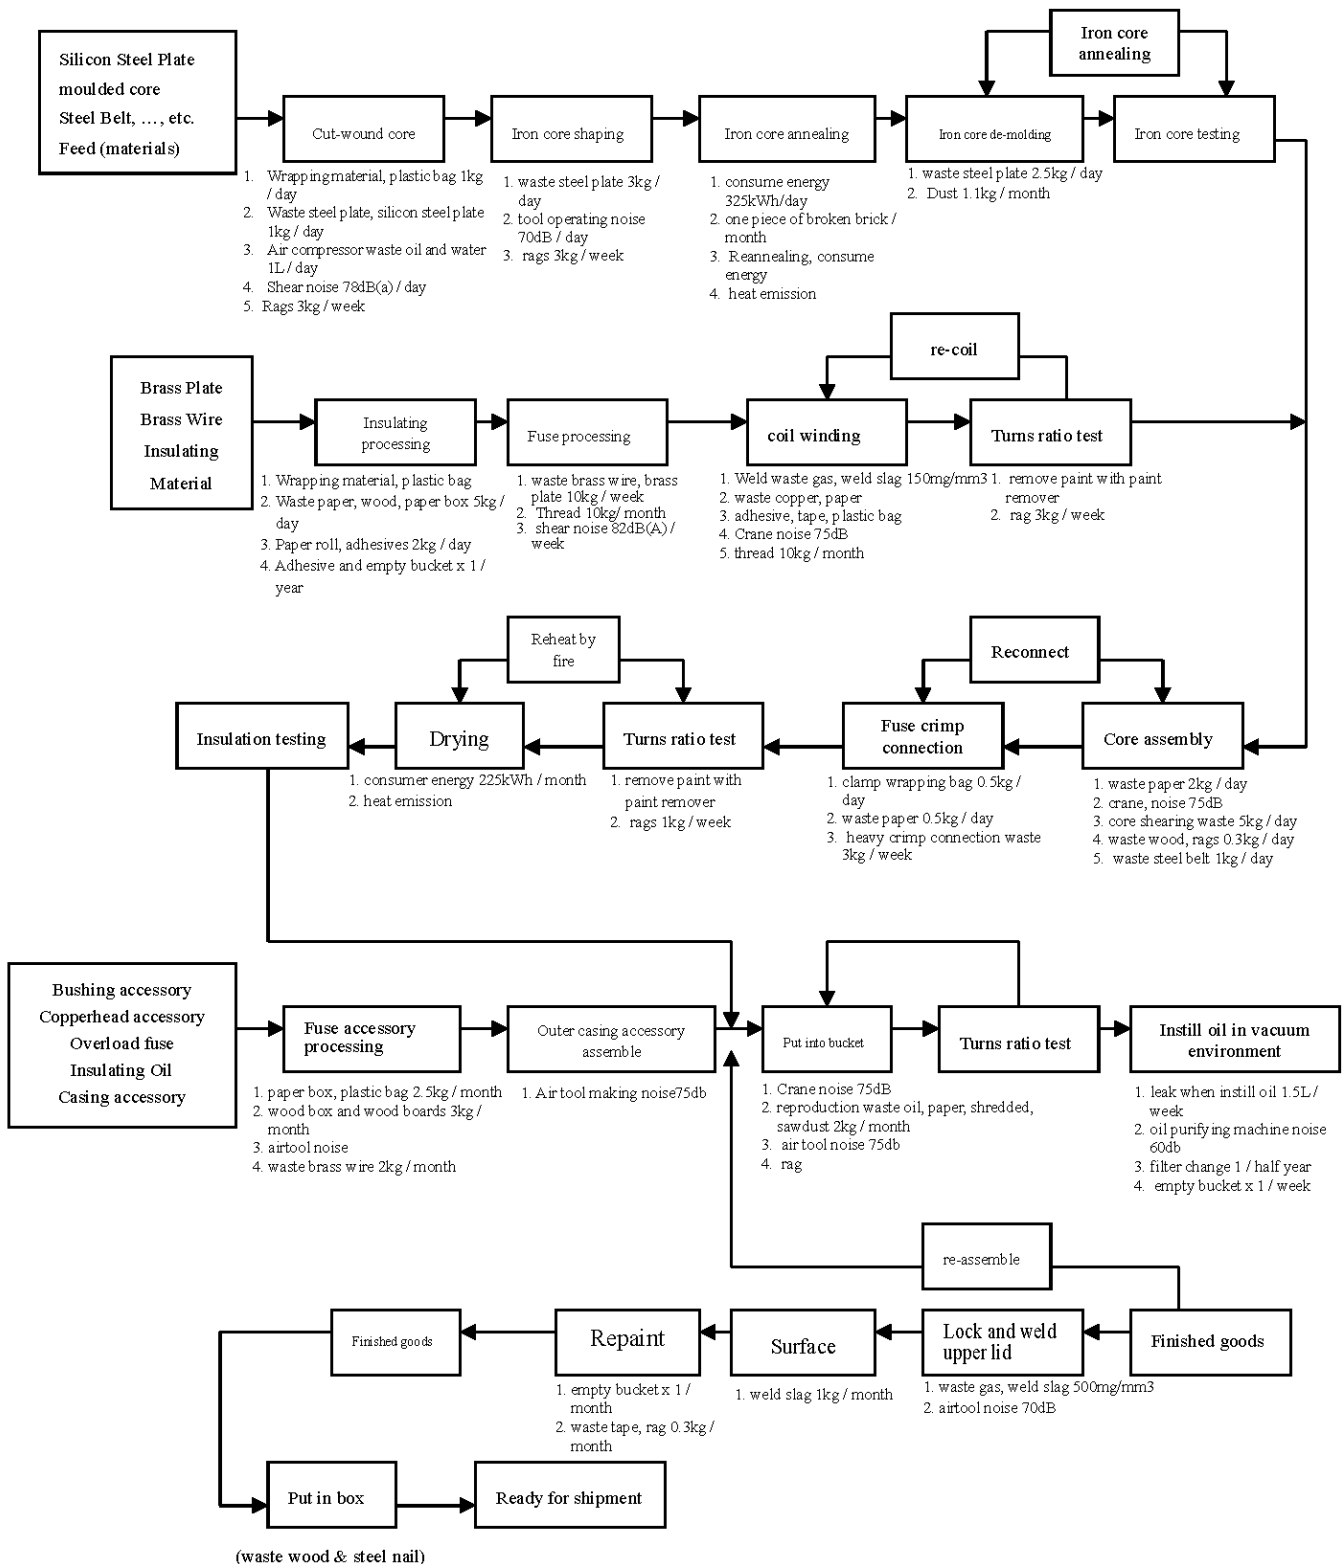 Silicon Steel Plate
moulded core
Steel Belt, …, etc.
Feed (materials)
Iron core
annealing
Cut-wound core
Iron core shaping
Iron core annealing
Iron core de-molding
Iron core testing
1. Wrapping material, plastic bag 1kg
/ day
2. Waste steel plate, silicon steel plate
1kg / day
3. Air compressor waste oil and water
1L / day
4. Shear noise 78dB(a) / day
5. Rags 3kg / week
1. waste steel plate 3kg /
day
2. tool operating noise
70dB / day
3. rags 3kg / week
1. consume energy
325kWh/day
2. one piece of broken brick /
month
3. Reannealing, consume
energy
4. heat emission
1. waste steel plate 2.5kg / day
2. Dust 1.1kg / month
re-coil
Brass Plate
Brass Wire
Insulating
Material
Insulating
processing
Fuse processing
coil winding
Turns ratio test
1. Wrapping material, plastic bag
2. Waste paper, wood, paper box 5kg /
day
3. Paper roll, adhesives 2kg / day
4. Adhesive and empty bucket x 1 /
year
1. waste brass wire, brass
plate 10kg / week
2. Thread 10kg/ month
3. shear noise 82dB(A) /
week
1. Weld waste gas, weld slag 150mg/mm3
2. waste copper, paper
3. adhesive, tape, plastic bag
4. Crane noise 75dB
5. thread 10kg / month
1. remove paint with paint
remover
2. rag 3kg / week
Reheat by
fire
Reconnect
Insulation testing
Drying
Turns ratio test
Fuse crimp
connection
Core assembly
1. consumer energy 225kWh / month
2. heat emission
1. remove paint with
paint remover
2. rags 1kg / week
1. clamp wrapping bag 0.5kg /
day
2. waste paper 0.5kg / day
3. heavy crimp connection waste
3kg / week
1. waste paper 2kg / day
2. crane, noise 75dB
3. core shearing waste 5kg / day
4. waste wood, rags 0.3kg / day
5. waste steel belt 1kg / day
Bushing accessory
Copperhead accessory
Overload fuse
Insulating Oil
Casing accessory
Fuse accessory
processing
Outer casing accessory
assemble
Put into bucket
Turns ratio test
Instill oil in vacuum
environment
1. paper box, plastic bag 2.5kg / month
2. wood box and wood boards 3kg /
month
3. airtool noise
4. waste brass wire 2kg / month
1. Air tool making noise75db
1. Crane noise 75dB
2. reproduction waste oil, paper, shredded,
sawdust 2kg / month
3. air tool noise 75db
4. rag
1. leak when instill oil 1.5L /
week
2. oil purifying machine noise
60db
3. filter change 1 / half year
4. empty bucket x 1 / week
re-assemble
Finished goods
Repaint
Surface
Lock and weld
upper lid
Finished goods
1. empty bucket x 1 /
month
2. waste tape, rag 0.3kg /
month
1. weld slag 1kg / month
1. waste gas, weld slag 500mg/mm3
2. airtool noise 70dB
Put in box
Ready for shipment
(waste wood & steel nail)